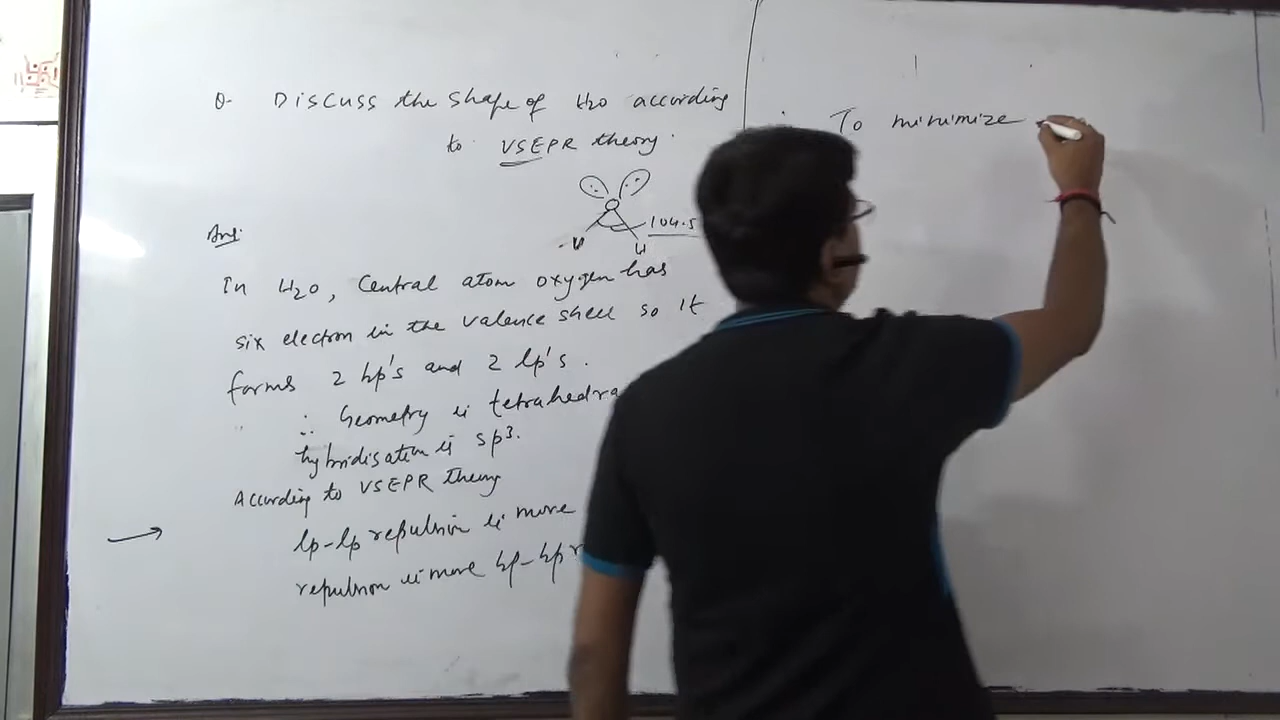 Q- Discuss the shape of H2O according
to VSEPR theory.
104.5
H
H
Ans:
In H2O, Central atom oxygen has
six electron in the valence shell so it
forms 2 bp's and 2 lp's.
∴ Geometry is tetrahedra
hybridisation is sp³.
According to VSEPR theory
lp-lp repulsion is more
repulsion is more bp-bp r
To minimize